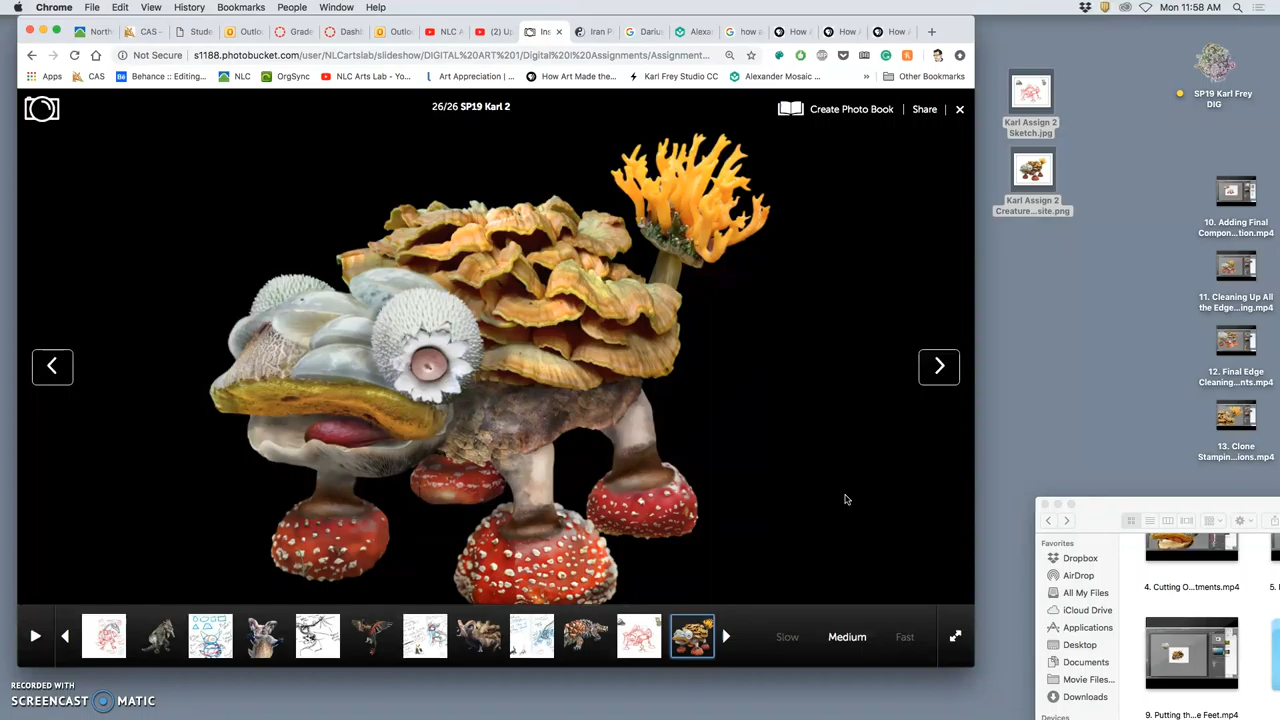 Chrome File Edit View History Bookmarks People Window Help Mon 11:58 AM
North CAS – Stude Outlo Grade Dashb Outlo NLC A (2) Up Ins Iran P Darius Alexa how a How A How A How A
Not Secure s1188.photobucket.com/user/NLCartslab/slideshow/DIGITAL%20ART%201/Digital%20I%20Assignments/Assignment...
Apps CAS Behance :: Editing... NLC OrgSync NLC Arts Lab - Yo... Art Appreciation | ... How Art Made the... Karl Frey Studio CC Alexander Mosaic ... » Other Bookmarks
26/26 SP19 Karl 2
Create Photo Book Share
Slow Medium Fast
Karl Assign 2
Sketch.jpg
Karl Assign 2
Creature...site.png
SP19 Karl Frey
DIG
10. Adding Final
Compon...tion.mp4
11. Cleaning Up All
the Edge...ing.mp4
12. Final Edge
Cleaning...nts.mp4
13. Clone
Stampin...ions.mp4
Favorites
Dropbox
AirDrop
All My Files
iCloud Drive
Applications
Desktop
Documents
Movie Files...
Downloads
Devices
4. Cutting O...tments.mp4
9. Putting th...e Feet.mp4
RECORDED WITH
SCREENCAST MATIC